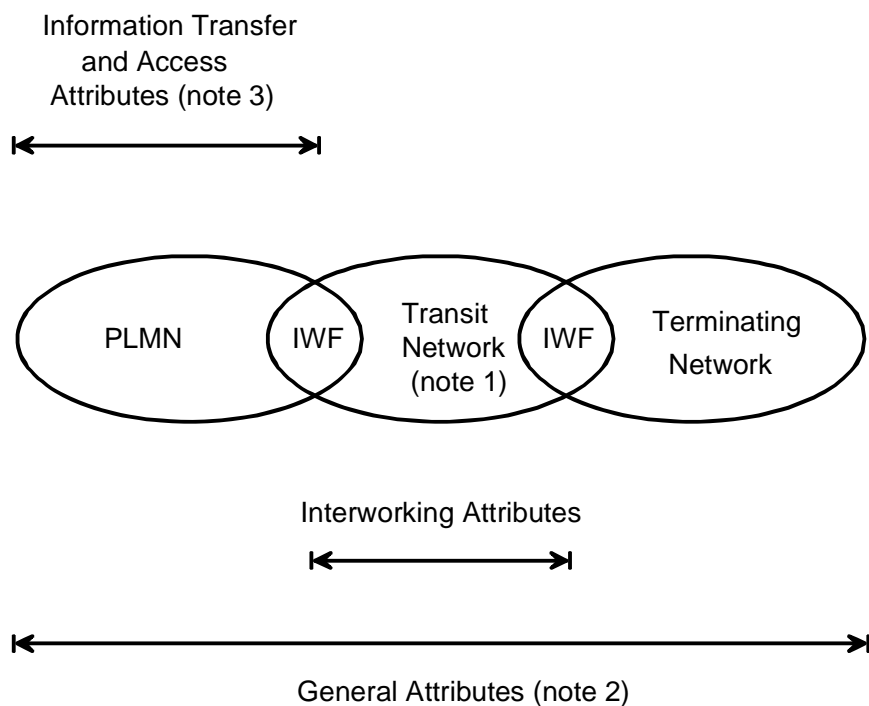 Information Transfer
and Access
Attributes (note 3)
PLMN
IWF
Transit
Network
(note 1)
IWF
Terminating
Network
Interworking Attributes
General Attributes (note 2)